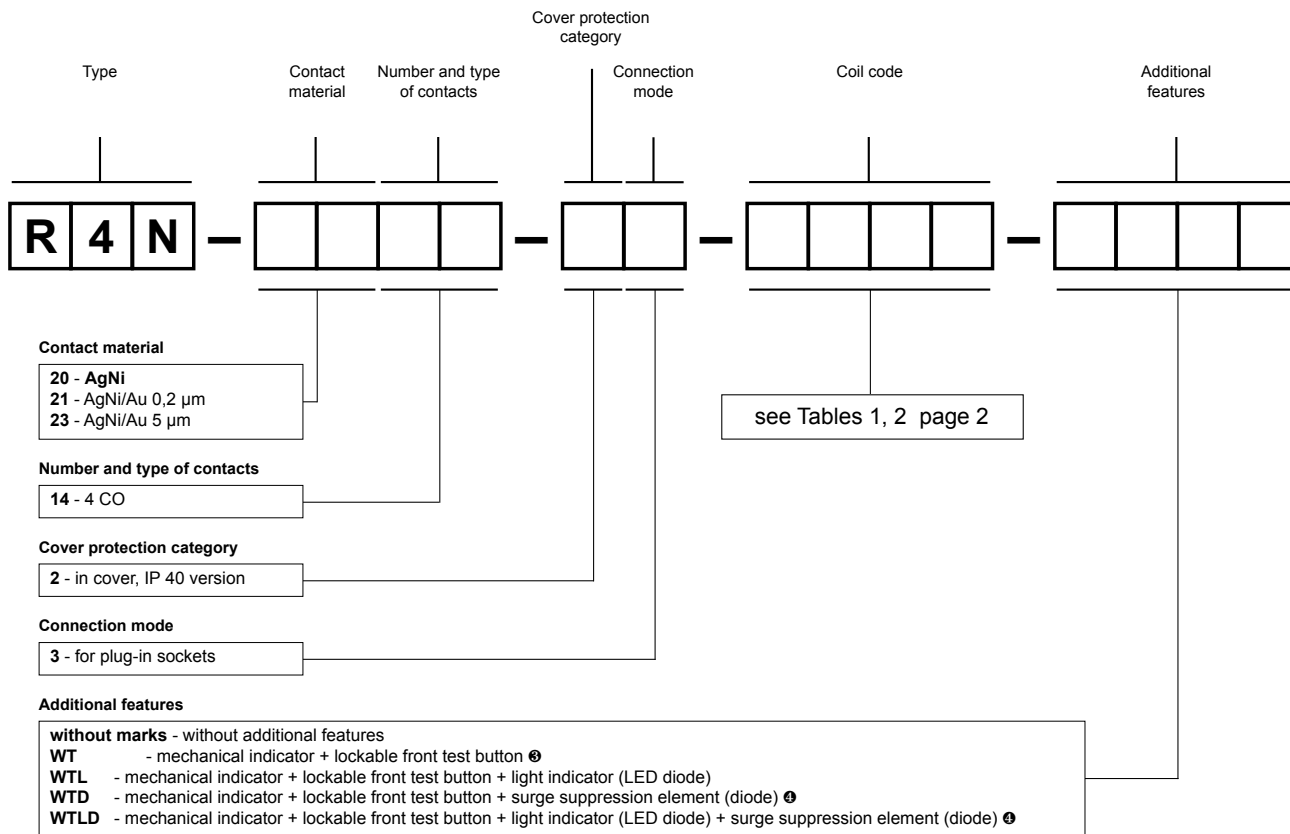 Cover protection
category
Type
Contact
material
Number and type
of contacts
Connection
mode
Coil code
Additional
features
R 4 N – – – –
Contact material
20 - AgNi
21 - AgNi/Au 0,2 µm
23 - AgNi/Au 5 µm
see Tables 1, 2 page 2
Number and type of contacts
14 - 4 CO
Cover protection category
2 - in cover, IP 40 version
Connection mode
3 - for plug-in sockets
Additional features
without marks - without additional features
WT - mechanical indicator + lockable front test button ❸
WTL - mechanical indicator + lockable front test button + light indicator (LED diode)
WTD - mechanical indicator + lockable front test button + surge suppression element (diode) ❹
WTLD - mechanical indicator + lockable front test button + light indicator (LED diode) + surge suppression element (diode) ❹